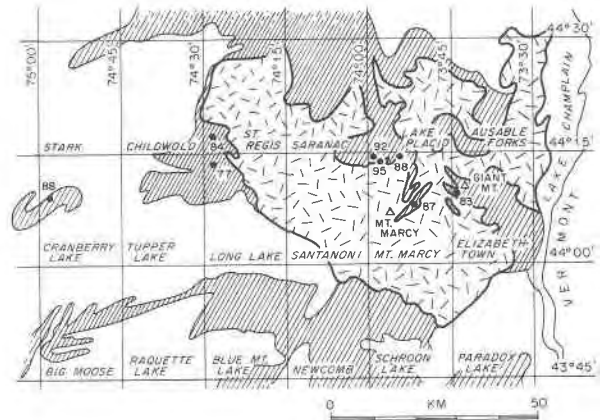 44°30'
75°00'
74°45'
74°30'
74°15'
74°00'
73°45'
73°30'
LAKE CHAMPLAIN
VERMONT
STARK
CHILDWOLD
ST. REGIS
SARANAC
LAKE PLACID
AUSABLE FORKS
44°15'
84
77
92
95
88
88
87
83
GIANT MT.
MT. MARCY
CRANBERRY LAKE
TUPPER LAKE
LONG LAKE
SANTANONI
MT. MARCY
ELIZABETH-TOWN
44°00'
BIG MOOSE
RAQUETTE LAKE
BLUE MT. LAKE
NEWCOMB
SCHROON LAKE
PARADOX LAKE
43°45'
0 KM 50